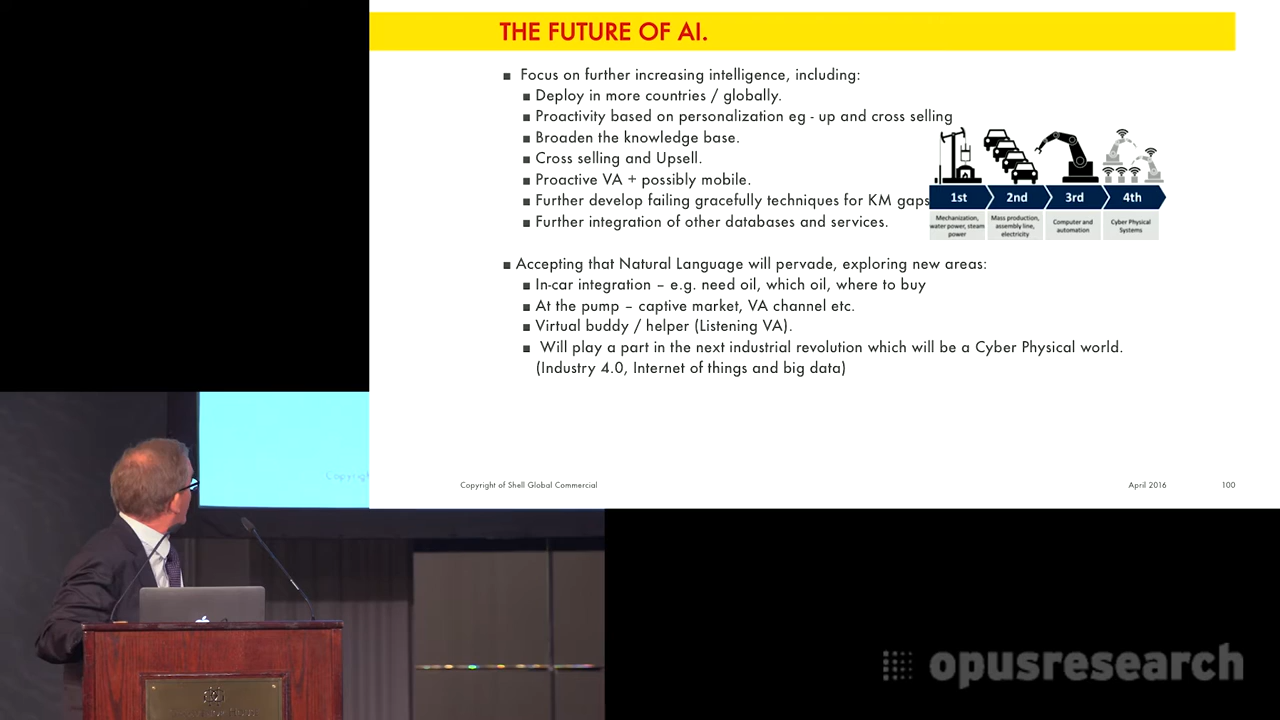 THE FUTURE OF AI.
▪ Focus on further increasing intelligence, including:
▪ Deploy in more countries / globally.
▪ Proactivity based on personalization eg - up and cross selling
▪ Broaden the knowledge base.
▪ Cross selling and Upsell.
▪ Proactive VA + possibly mobile.
▪ Further develop failing gracefully techniques for KM gaps
▪ Further integration of other databases and services.
1st
2nd
3rd
4th
Mechanization,
water power, steam
power
Mass production,
assembly line,
electricity
Computer and
automation
Cyber Physical
Systems
▪ Accepting that Natural Language will pervade, exploring new areas:
▪ In-car integration – e.g. need oil, which oil, where to buy
▪ At the pump – captive market, VA channel etc.
▪ Virtual buddy / helper (Listening VA).
▪ Will play a part in the next industrial revolution which will be a Cyber Physical world.
(Industry 4.0, Internet of things and big data)
Copyright of Shell Global Commercial
April 2016
100
Copyright
opusresearch